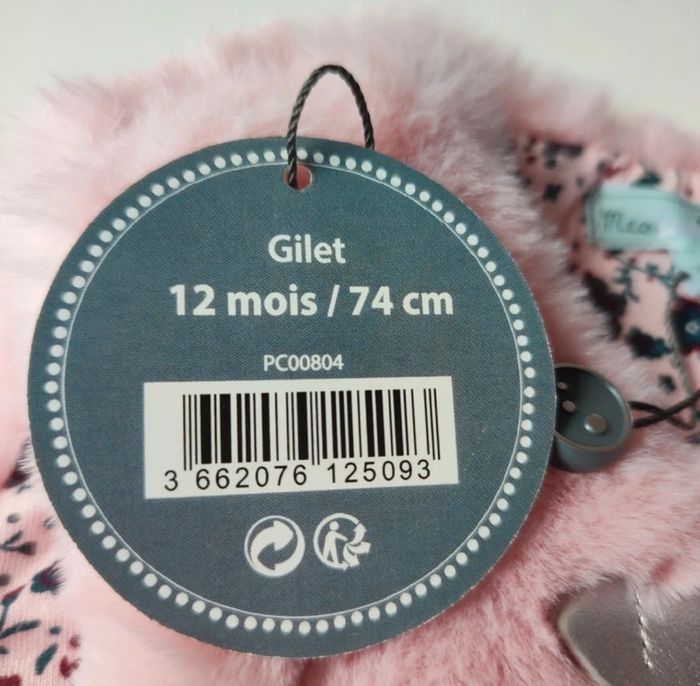 Gilet
12 mois / 74 cm
PC00804
3 662076 125093